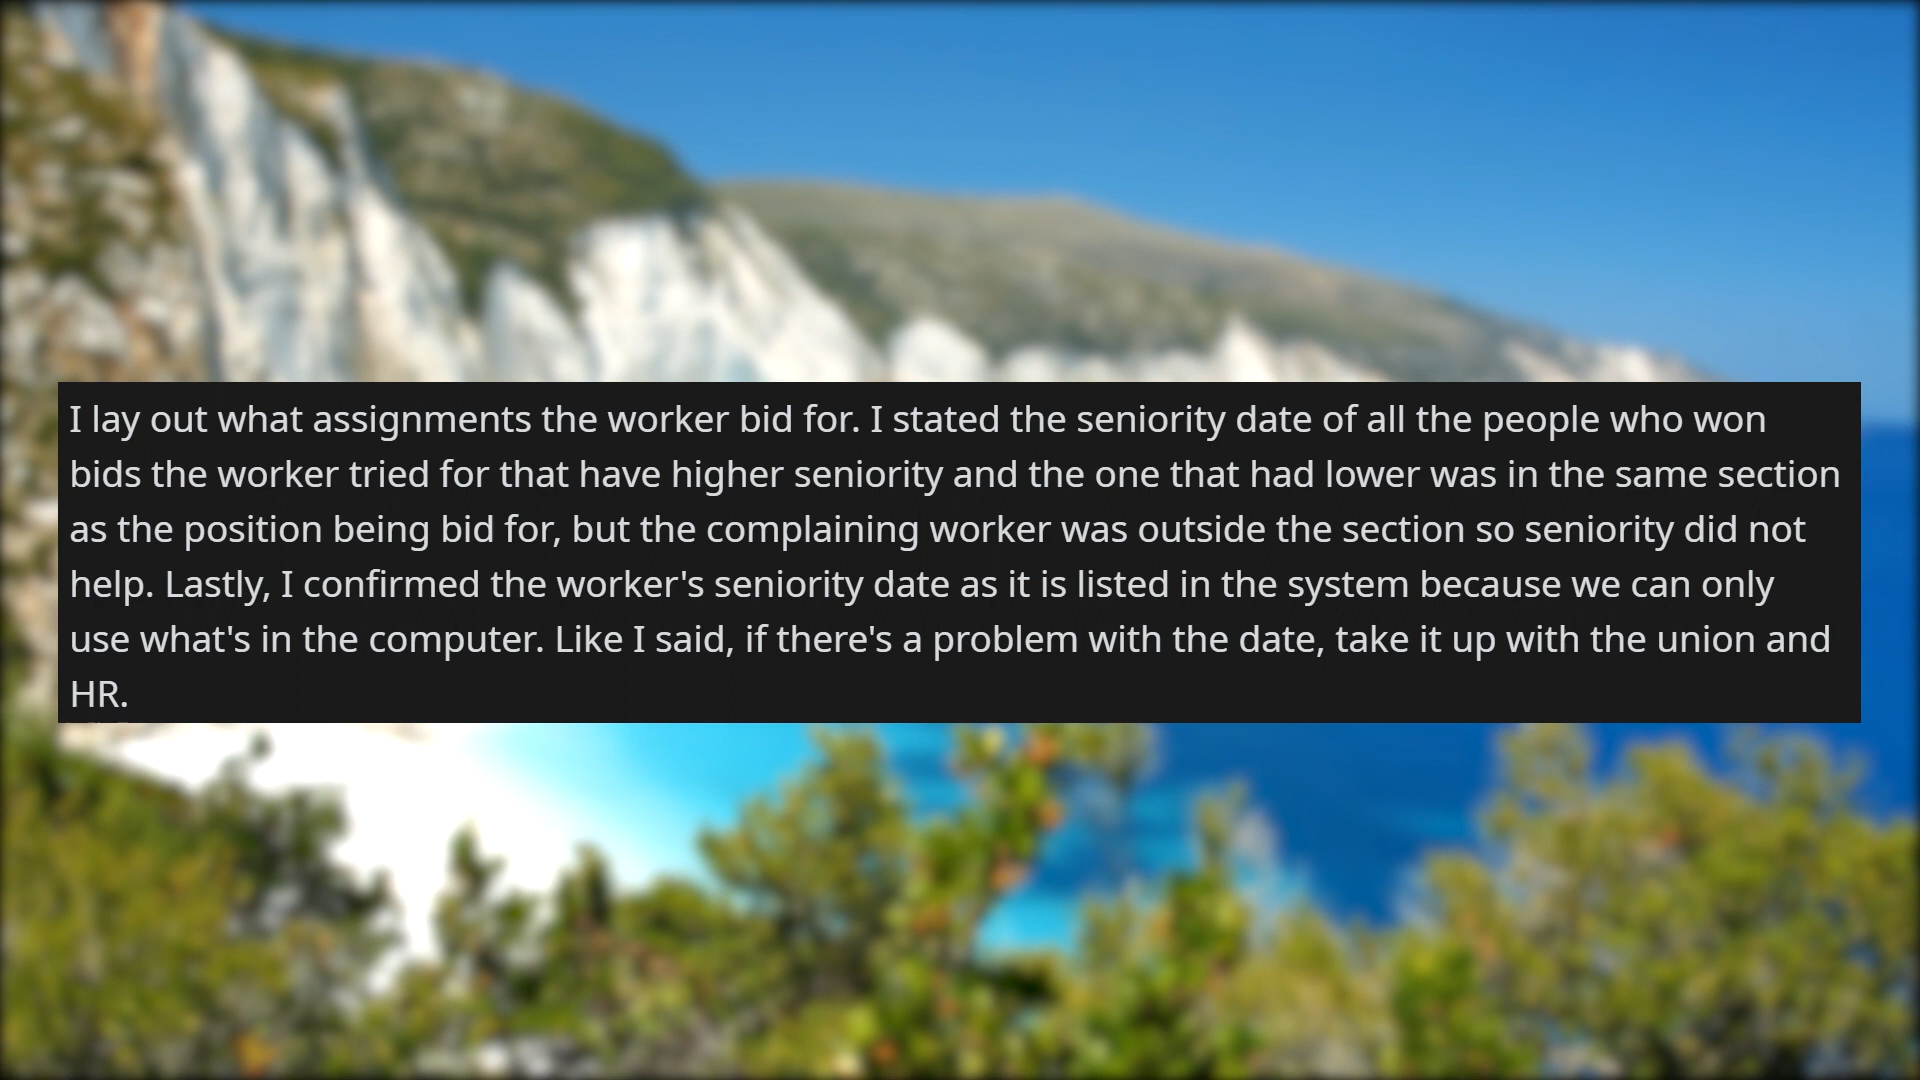 I lay out what assignments the worker bid for. I stated the seniority date of all the people who won
bids the worker tried for that have higher seniority and the one that had lower was in the same section
as the position being bid for, but the complaining worker was outside the section so seniority did not
help. Lastly, I confirmed the worker's seniority date as it is listed in the system because we can only
use what's in the computer. Like I said, if there's a problem with the date, take it up with the union and
HR.